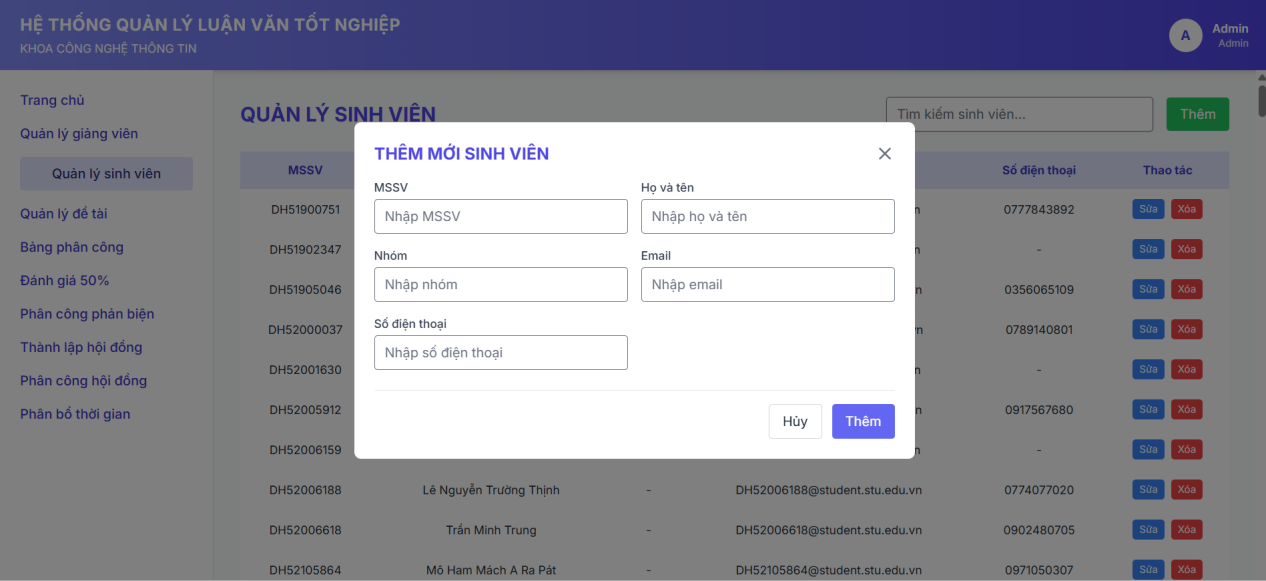 HỆ THỐNG QUẢN LÝ LUẬN VĂN TỐT NGHIỆP
KHOA CÔNG NGHỆ THÔNG TIN
A
Admin
Admin
Trang chủ
Quản lý giảng viên
Quản lý sinh viên
Quản lý đề tài
Bảng phân công
Đánh giá 50%
Phân công phản biện
Thành lập hội đồng
Phân công hội đồng
Phân bổ thời gian
QUẢN LÝ SINH VIÊN
Tìm kiếm sinh viên...
Thêm
MSSV Số điện thoại Thao tác
DH51900751 n 0777843892 Sửa Xóa
DH51902347 n - Sửa Xóa
DH51905046 n 0356065109 Sửa Xóa
DH52000037 n 0789140801 Sửa Xóa
DH52001630 n - Sửa Xóa
DH52005912 n 0917567680 Sửa Xóa
DH52006159 n - Sửa Xóa
DH52006188 Lê Nguyễn Trường Thịnh - DH52006188@student.stu.edu.vn 0774077020 Sửa Xóa
DH52006618 Trần Minh Trung - DH52006618@student.stu.edu.vn 0902480705 Sửa Xóa
DH52105864 Mô Ham Mách A Ra Pát - DH52105864@student.stu.edu.vn 0971050307 Sửa Xóa
THÊM MỚI SINH VIÊN
MSSV
Nhập MSSV
Họ và tên
Nhập họ và tên
Nhóm
Nhập nhóm
Email
Nhập email
Số điện thoại
Nhập số điện thoại
Hủy
Thêm